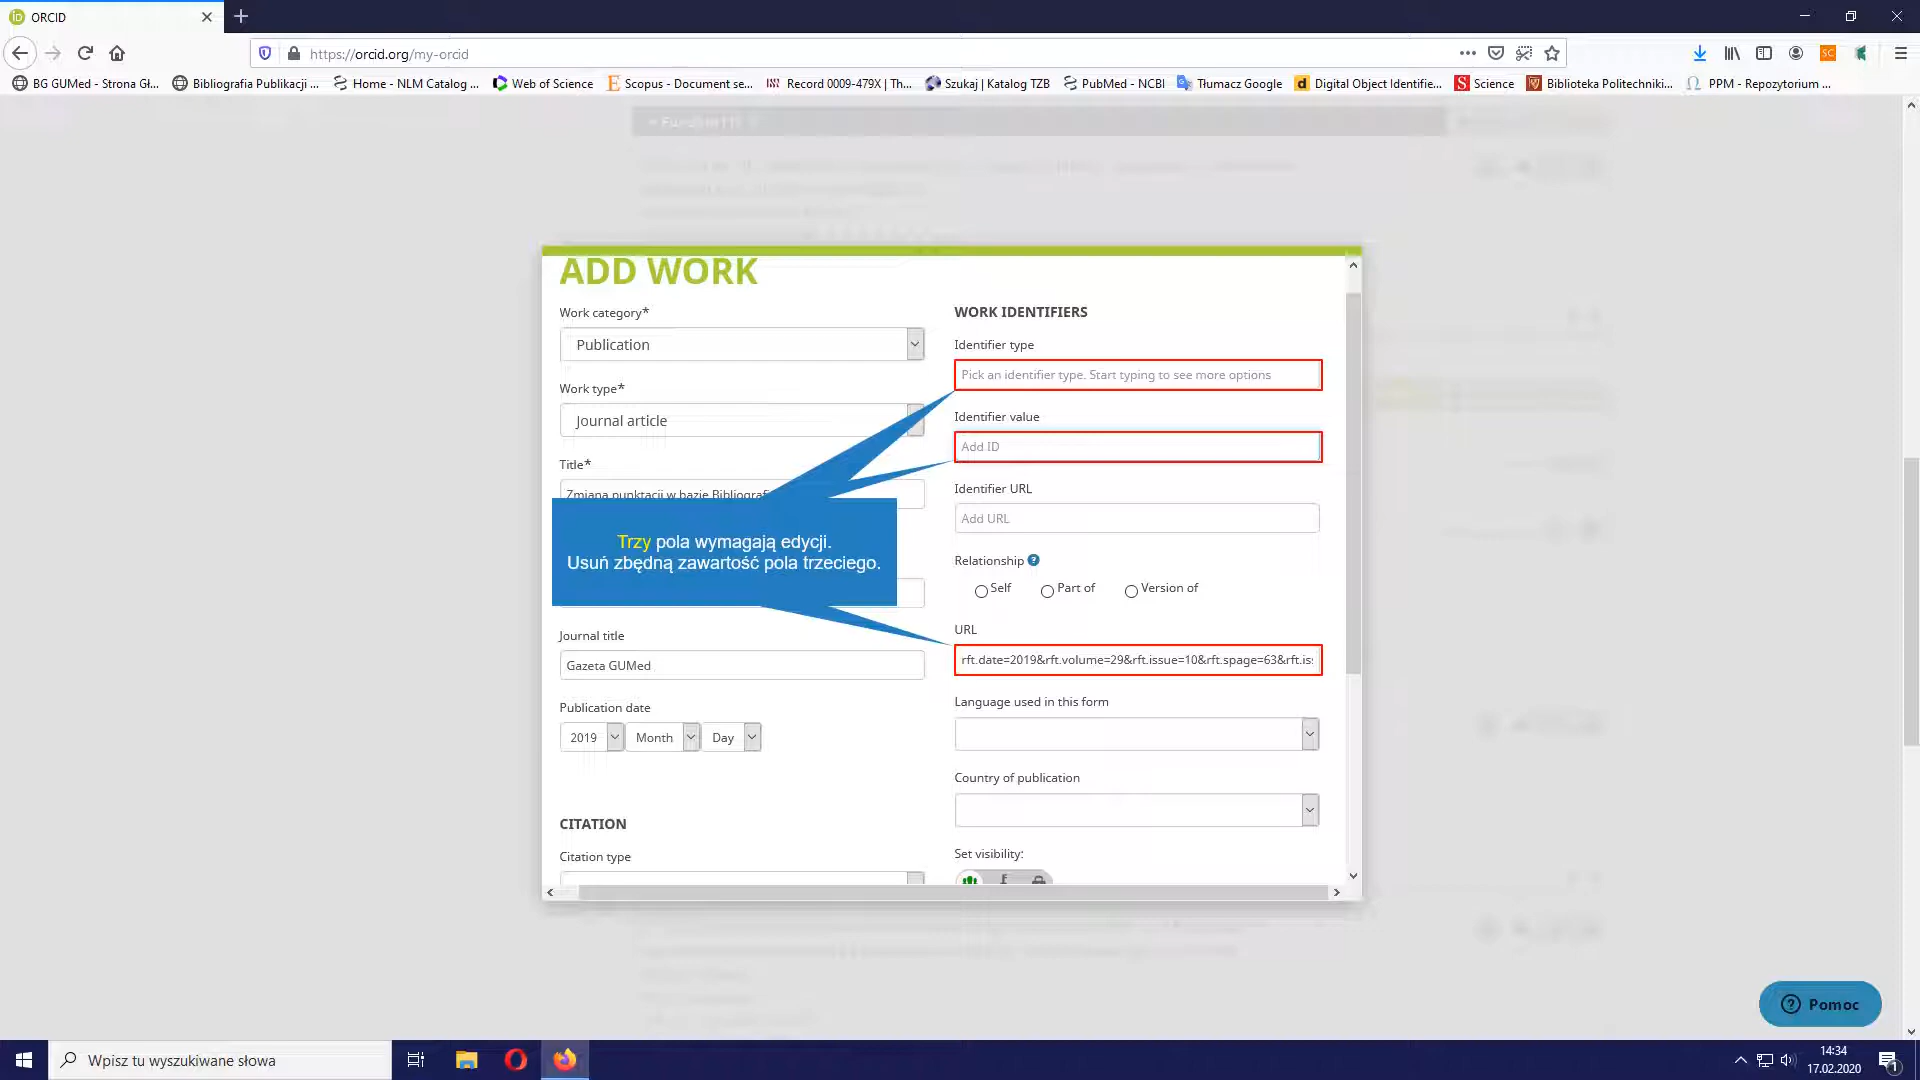 ORCID
https://orcid.org/my-orcid
BG GUMed - Strona Gł...
Bibliografia Publikacji ...
Home - NLM Catalog ...
Web of Science
Scopus - Document se...
Record 0009-479X | Th...
Szukaj | Katalog TZB
PubMed - NCBI
Tłumacz Google
Digital Object Identifie...
Science
Biblioteka Politechniki...
PPM - Repozytorium ...
ADD WORK
Work category*
Publication
Work type*
Journal article
Title*
Zmiana punktacji w bazie Bibliografi
Trzy pola wymagają edycji.
Usuń zbędną zawartość pola trzeciego.
Journal title
Gazeta GUMed
Publication date
2019 Month Day
CITATION
Citation type
WORK IDENTIFIERS
Identifier type
Pick an identifier type. Start typing to see more options
Identifier value
Add ID
Identifier URL
Add URL
Relationship ?
Self Part of Version of
URL
rft.date=2019&rft.volume=29&rft.issue=10&rft.spage=63&rft.is
Language used in this form
Country of publication
Set visibility:
Pomoc
Wpisz tu wyszukiwane słowa
14:34
17.02.2020
1